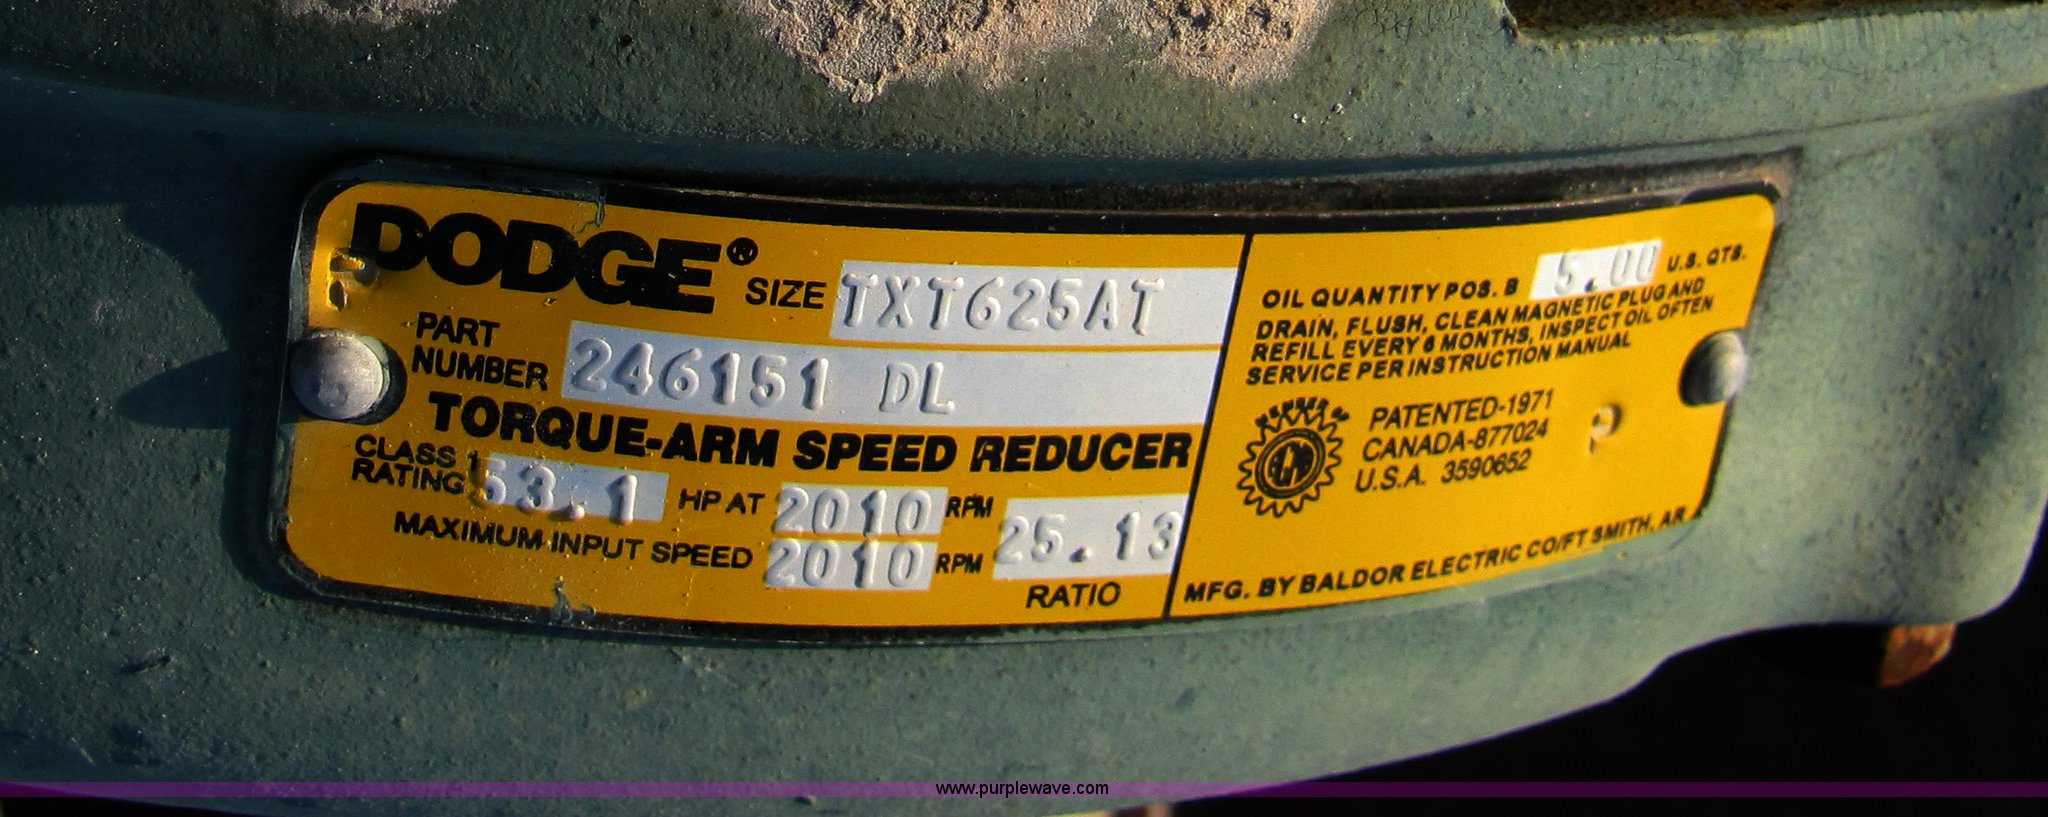 DODGE® SIZE TXT625AT
PART NUMBER 246151 DL
TORQUE-ARM SPEED REDUCER
CLASS 1 RATING 53.1 HP AT 2010 RPM
MAXIMUM INPUT SPEED 2010 RPM
25.13
RATIO
OIL QUANTITY POS. B 5.00 U.S. QTS.
DRAIN, FLUSH, CLEAN MAGNETIC PLUG AND
REFILL EVERY 6 MONTHS, INSPECT OIL OFTEN
SERVICE PER INSTRUCTION MANUAL
PATENTED-1971
CANADA-877024
U.S.A. 3590652
MFG. BY BALDOR ELECTRIC CO/FT SMITH, AR
www.purplewave.com